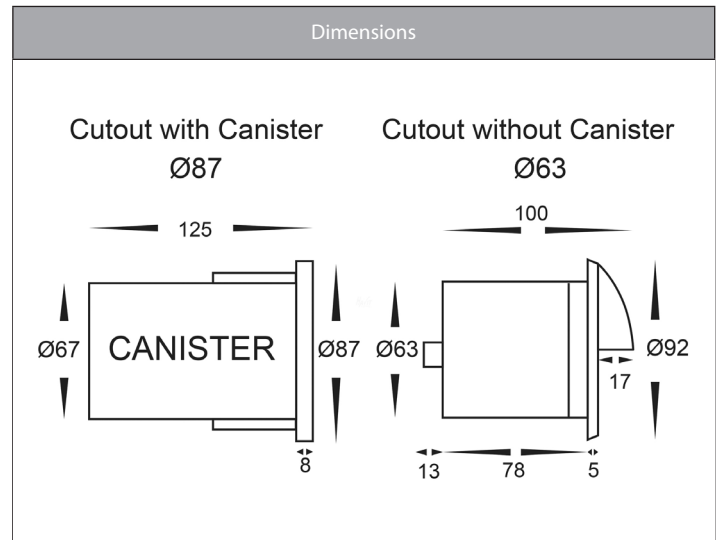 Dimensions
Cutout with Canister
Ø87
Cutout without Canister
Ø63
125
100
Ø67
CANISTER
Ø87
8
Ø63
Ø92
17
13
78
5